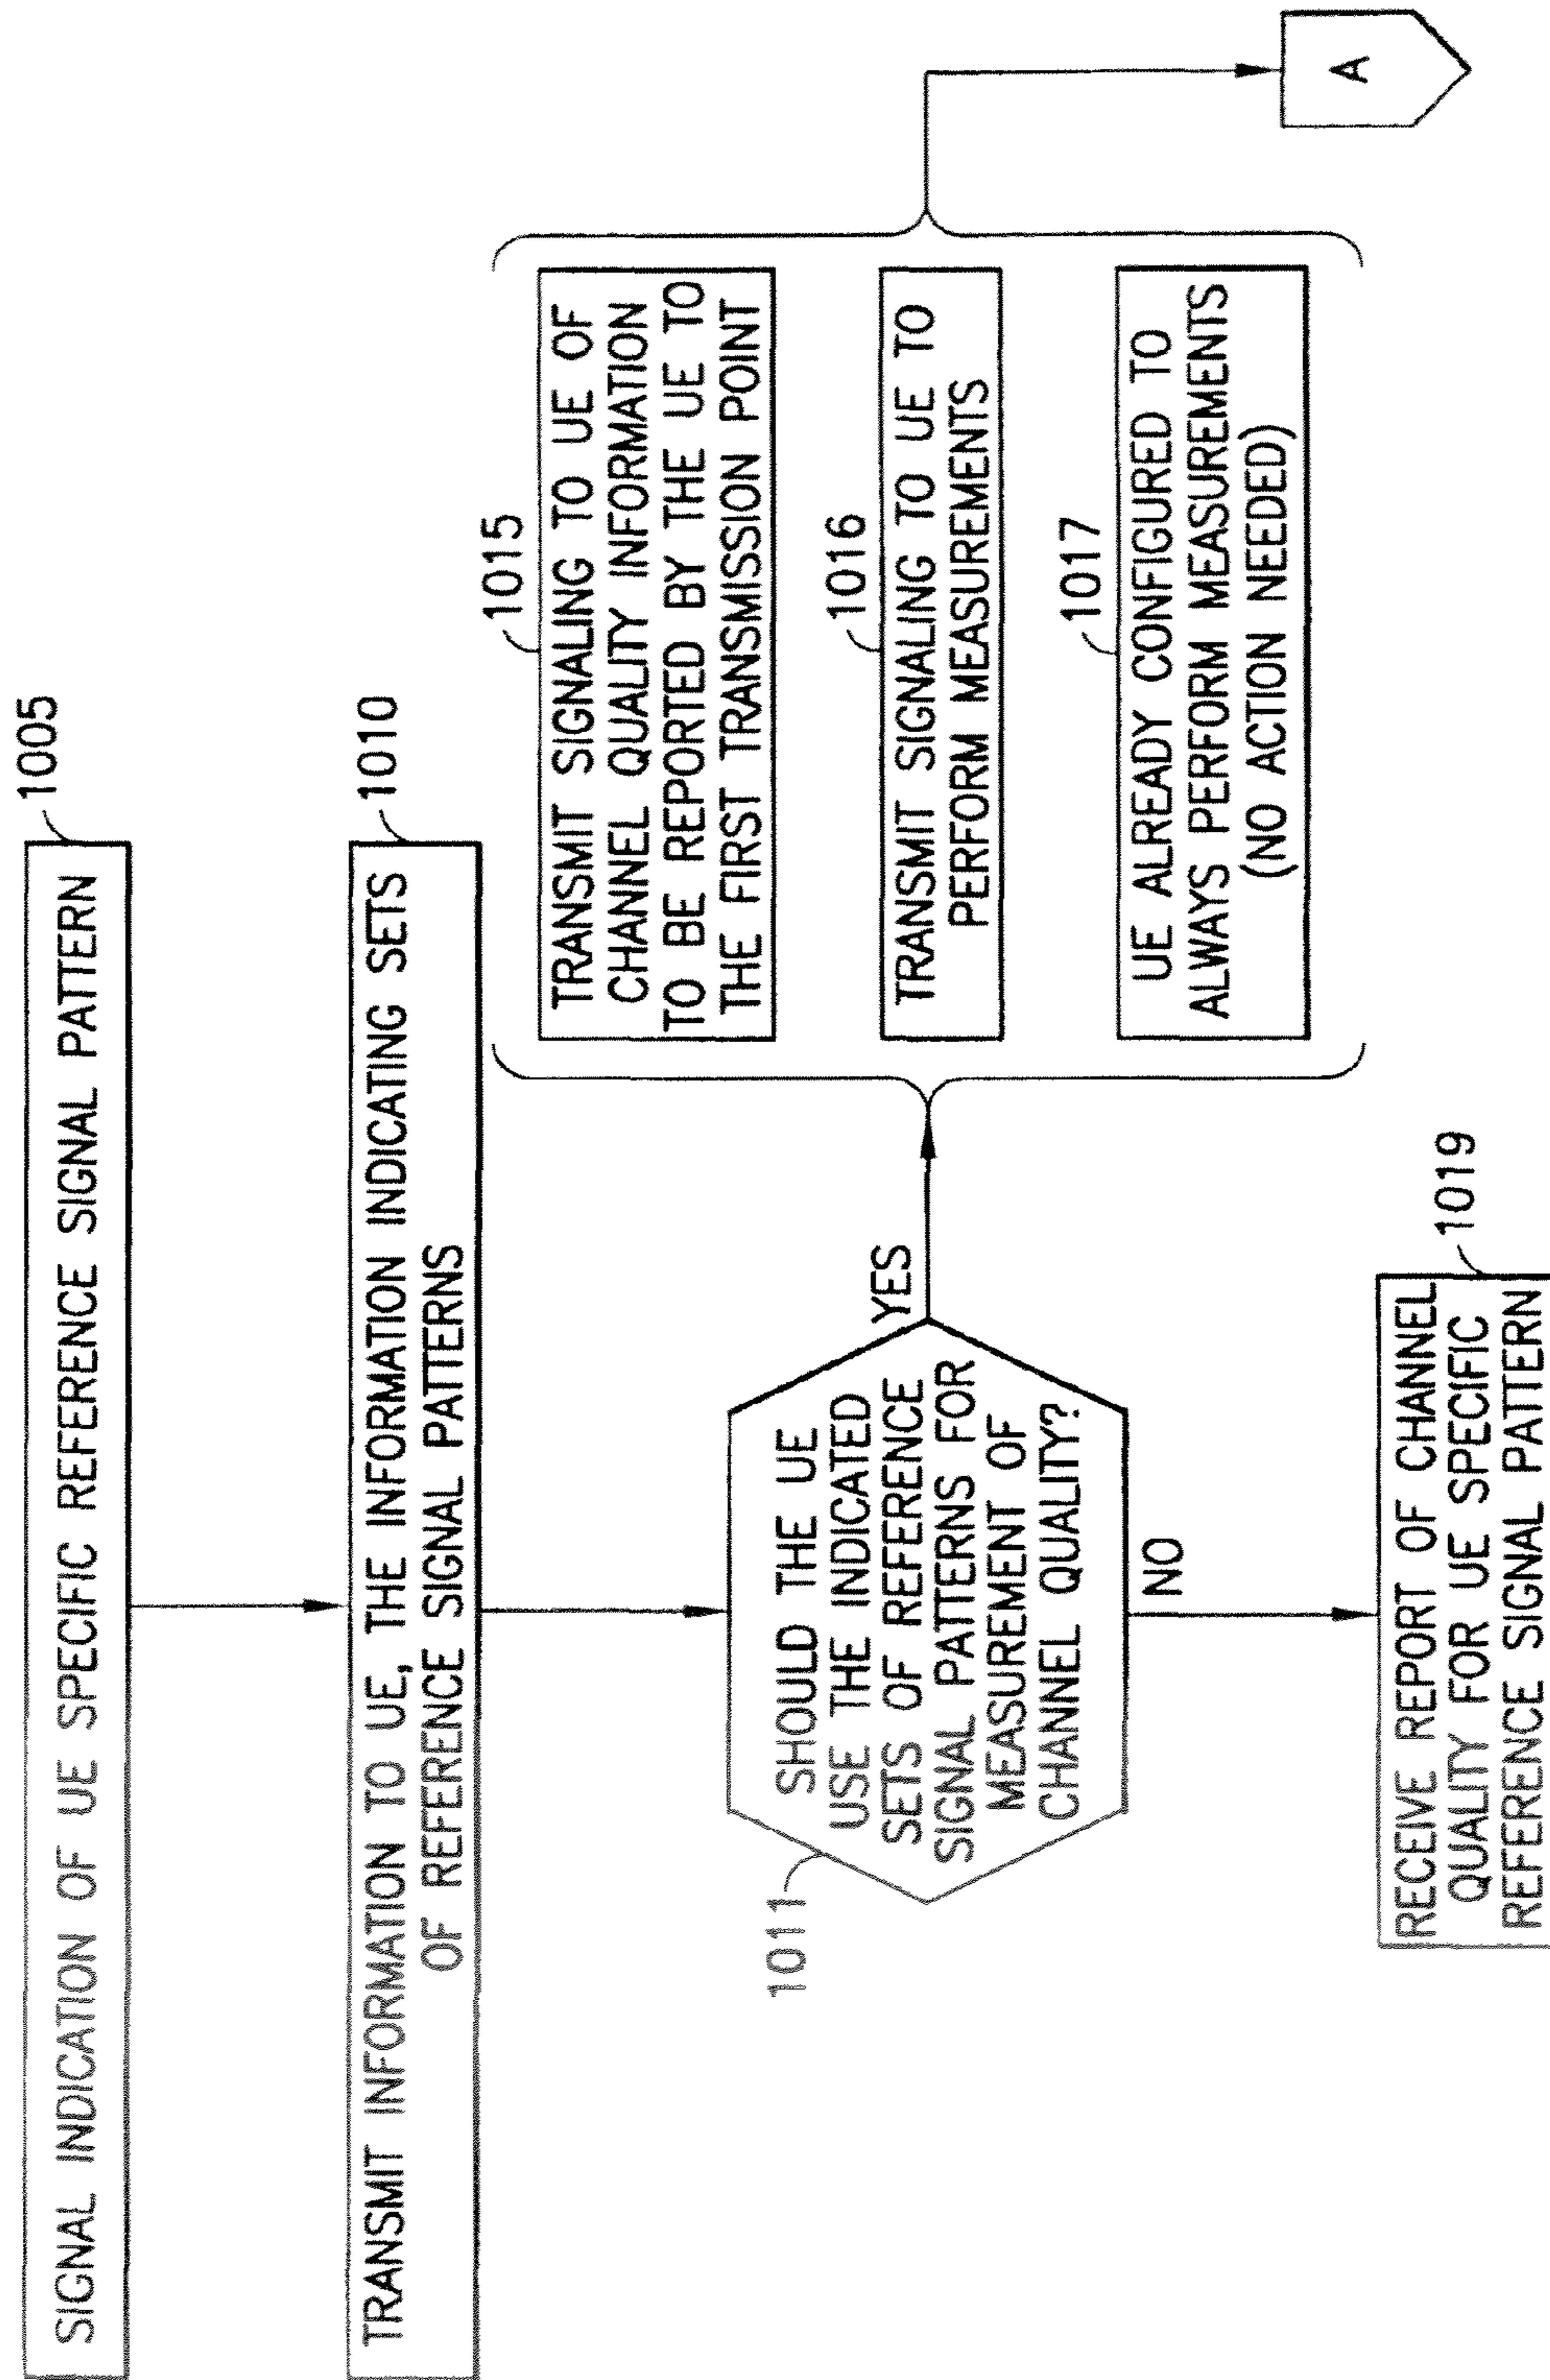 SIGNAL INDICATION OF UE SPECIFIC REFERENCE SIGNAL PATTERN
1005
TRANSMIT INFORMATION TO UE, THE INFORMATION INDICATING SETS
OF REFERENCE SIGNAL PATTERNS
1010
1011
SHOULD THE UE
USE THE INDICATED
SETS OF REFERENCE
SIGNAL PATTERNS FOR
MEASUREMENT OF
CHANNEL QUALITY?
YES
NO
1015
TRANSMIT SIGNALING TO UE OF
CHANNEL QUALITY INFORMATION
TO BE REPORTED BY THE UE TO
THE FIRST TRANSMISSION POINT
1016
TRANSMIT SIGNALING TO UE TO
PERFORM MEASUREMENTS
1017
UE ALREADY CONFIGURED TO
ALWAYS PERFORM MEASUREMENTS
(NO ACTION NEEDED)
A
1019
RECEIVE REPORT OF CHANNEL
QUALITY FOR UE SPECIFIC
REFERENCE SIGNAL PATTERN